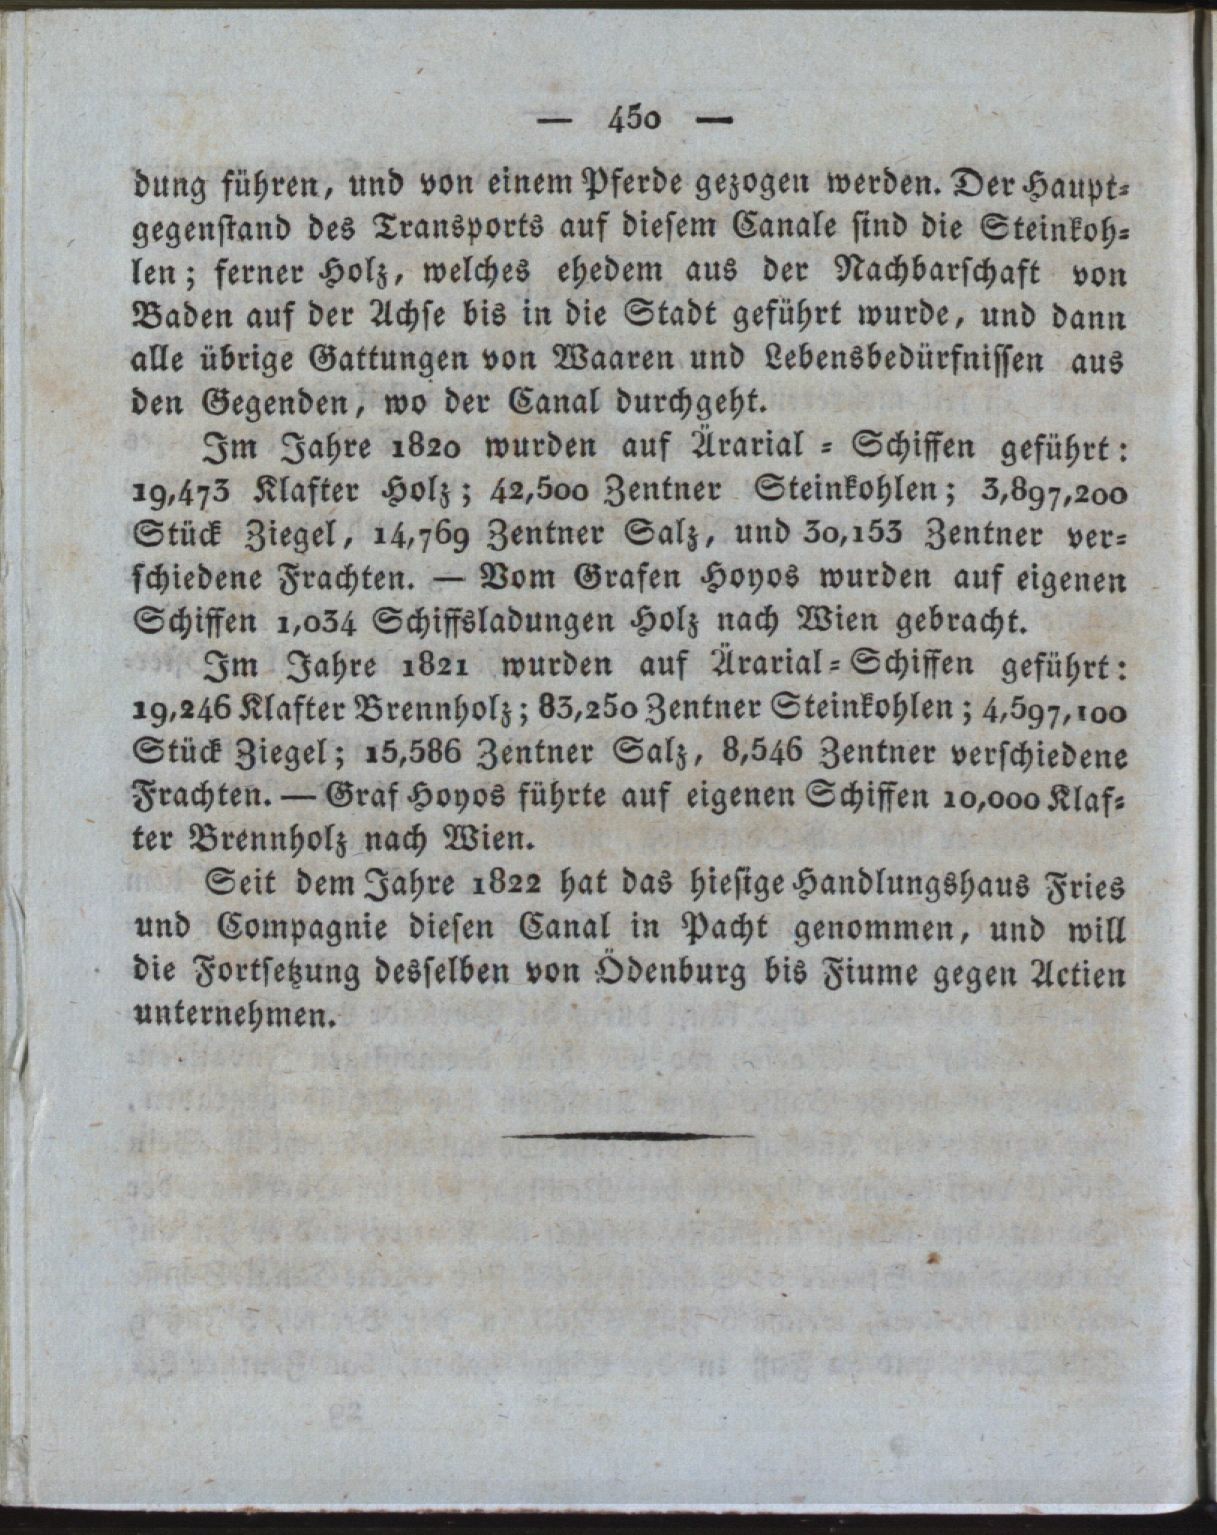 — 450 —
dung führen, und von einem Pferde gezogen werden. Der Haupt-
gegenstand des Transports auf diesem Canale sind die Steinkoh-
len; ferner Holz, welches ehedem aus der Nachbarschaft von
Baden auf der Achse bis in die Stadt geführt wurde, und dann
alle übrige Gattungen von Waaren und Lebensbedürfnissen aus
den Gegenden, wo der Canal durchgeht.
Im Jahre 1820 wurden auf Ärarial-Schiffen geführt:
19,473 Klafter Holz; 42,500 Zentner Steinkohlen; 3,897,200
Stück Ziegel, 14,769 Zentner Salz, und 30,153 Zentner ver-
schiedene Frachten. — Vom Grafen Hoyos wurden auf eigenen
Schiffen 1,034 Schiffsladungen Holz nach Wien gebracht.
Im Jahre 1821 wurden auf Ärarial-Schiffen geführt:
19,246 Klafter Brennholz; 83,250 Zentner Steinkohlen; 4,597,100
Stück Ziegel; 15,586 Zentner Salz, 8,546 Zentner verschiedene
Frachten. — Graf Hoyos führte auf eigenen Schiffen 10,000 Klaf-
ter Brennholz nach Wien.
Seit dem Jahre 1822 hat das hiesige Handlungshaus Fries
und Compagnie diesen Canal in Pacht genommen, und will
die Fortsetzung desselben von Ödenburg bis Fiume gegen Actien
unternehmen.